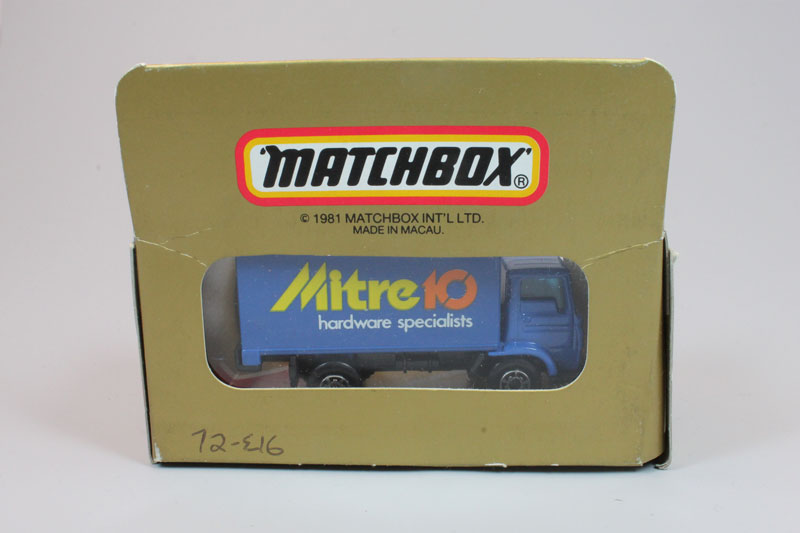 'MATCHBOX' ®
© 1981 MATCHBOX INT'L LTD.
MADE IN MACAU.
Mitre10
hardware specialists
72-E16